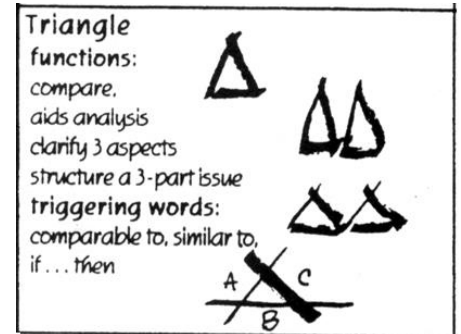 Triangle
functions:
compare,
aids analysis
clarify 3 aspects
structure a 3-part issue
triggering words:
comparable to, similar to,
if . . . then
A C
B